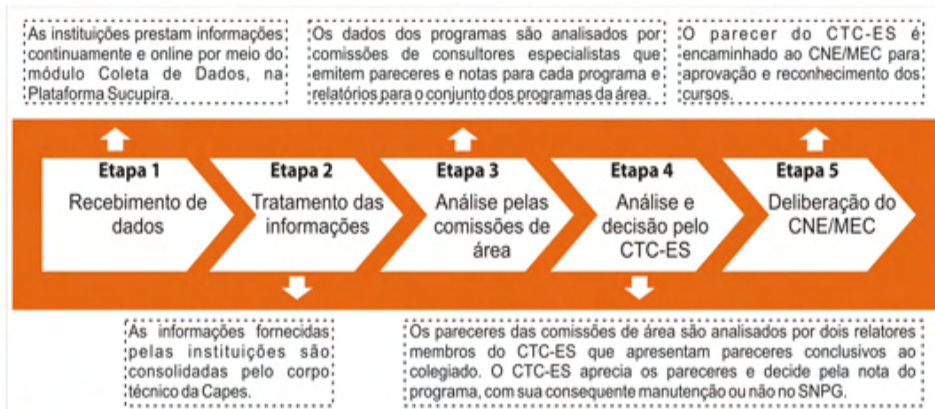 As instituições prestam informações
continuamente e online por meio do
módulo Coleta de Dados, na
Plataforma Sucupira.
Os dados dos programas são analisados por
comissões de consultores especialistas que
emitem pareceres e notas para cada programa e
relatórios para o conjunto dos programas da área.
O parecer do CTC-ES é
encaminhado ao CNE/MEC para
aprovação e reconhecimento dos
cursos.
Etapa 1
Recebimento de
dados
Etapa 2
Tratamento das
informações
Etapa 3
Análise pelas
comissões de
área
Etapa 4
Análise e
decisão pelo
CTC-ES
Etapa 5
Deliberação do
CNE/MEC
As informações fornecidas
pelas instituições são
consolidadas pelo corpo
técnico da Capes.
Os pareceres das comissões de área são analisados por dois relatores
membros do CTC-ES que apresentam pareceres conclusivos ao
colegiado. O CTC-ES aprecia os pareceres e decide pela nota do
programa, com sua consequente manutenção ou não no SNPG.